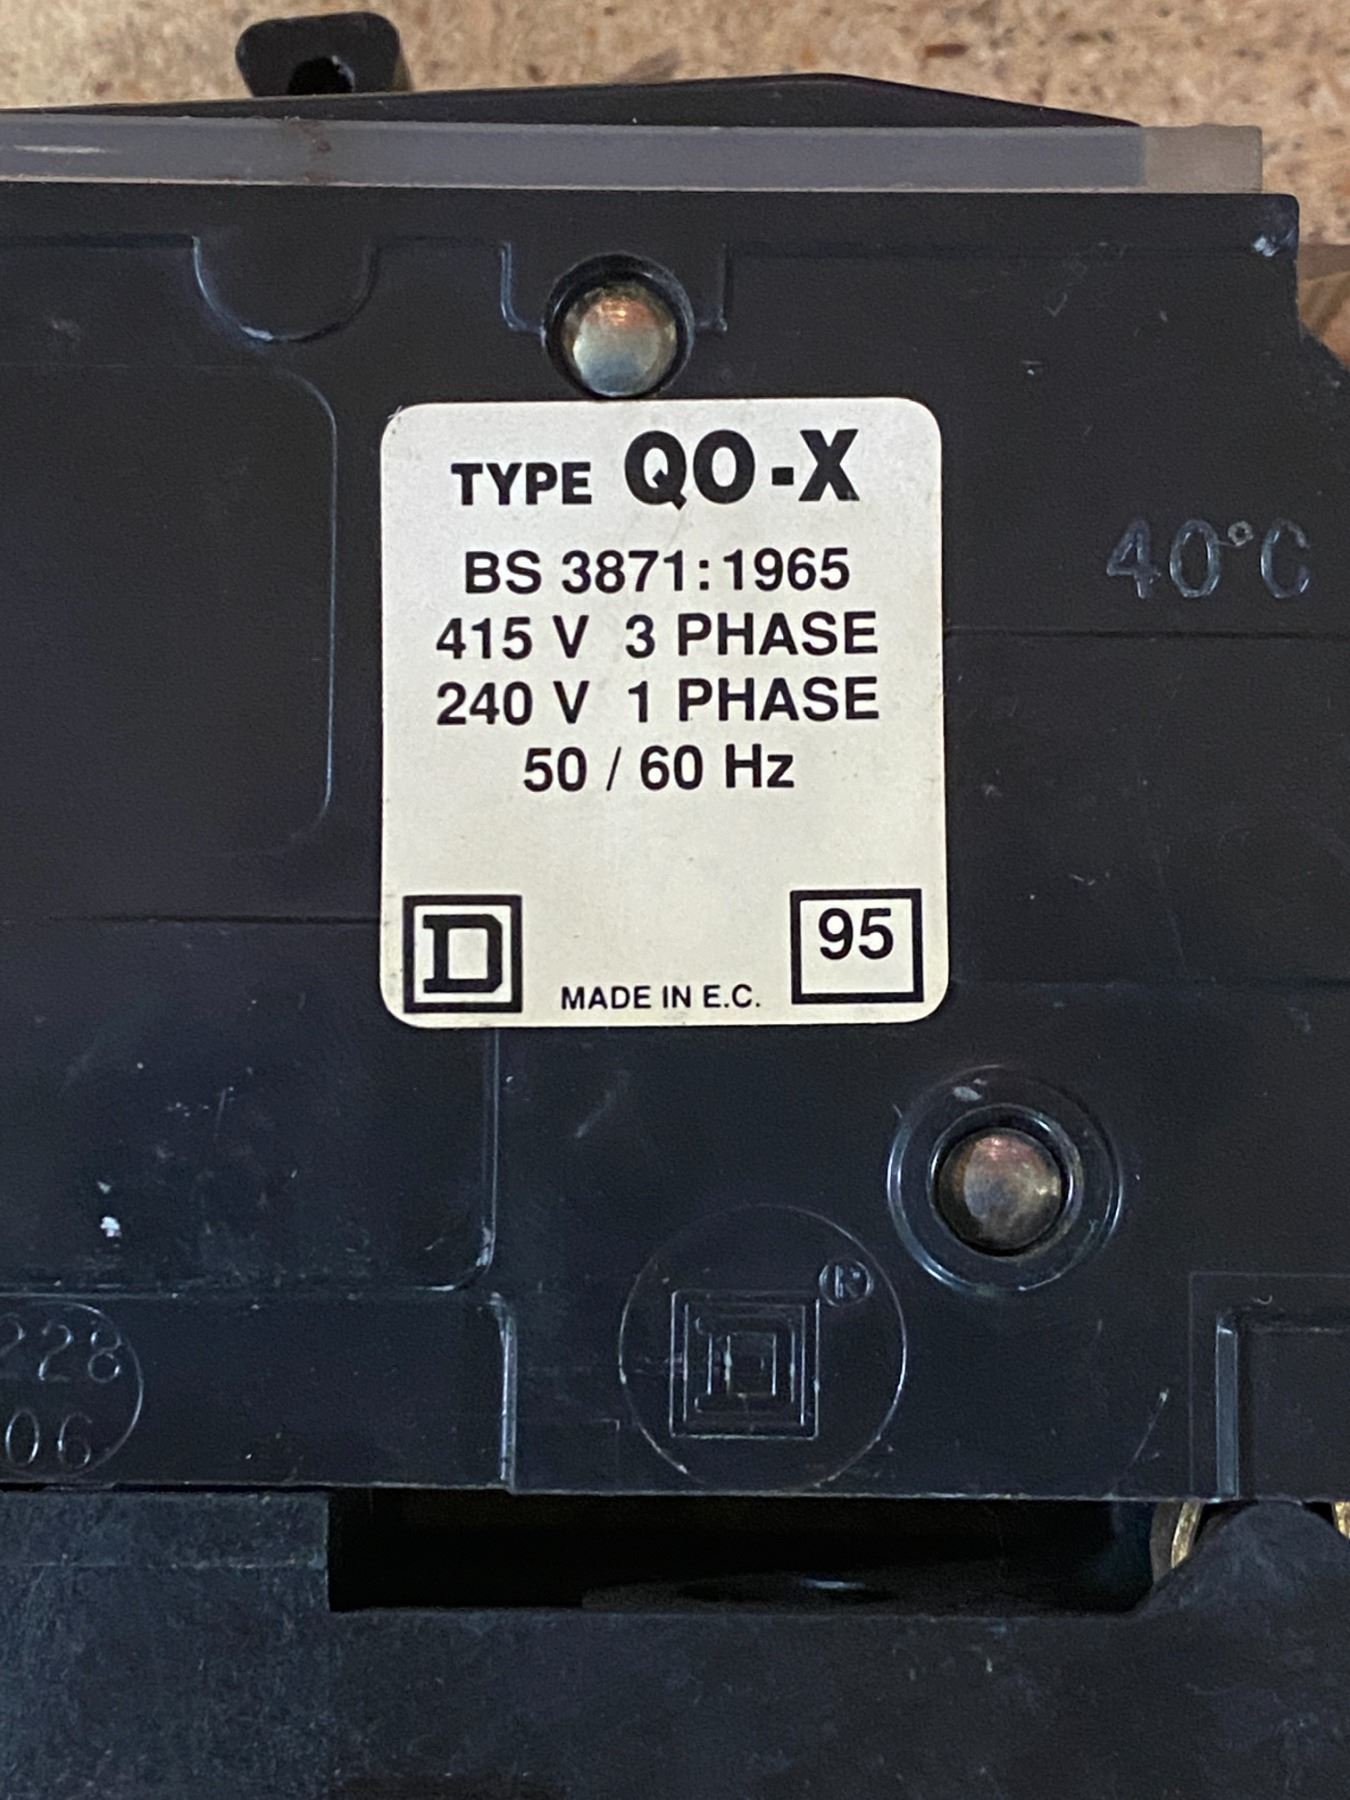 TYPE QO-X
BS 3871:1965
415 V 3 PHASE
240 V 1 PHASE
50 / 60 Hz
D
95
MADE IN E.C.
40°C
®
228
06